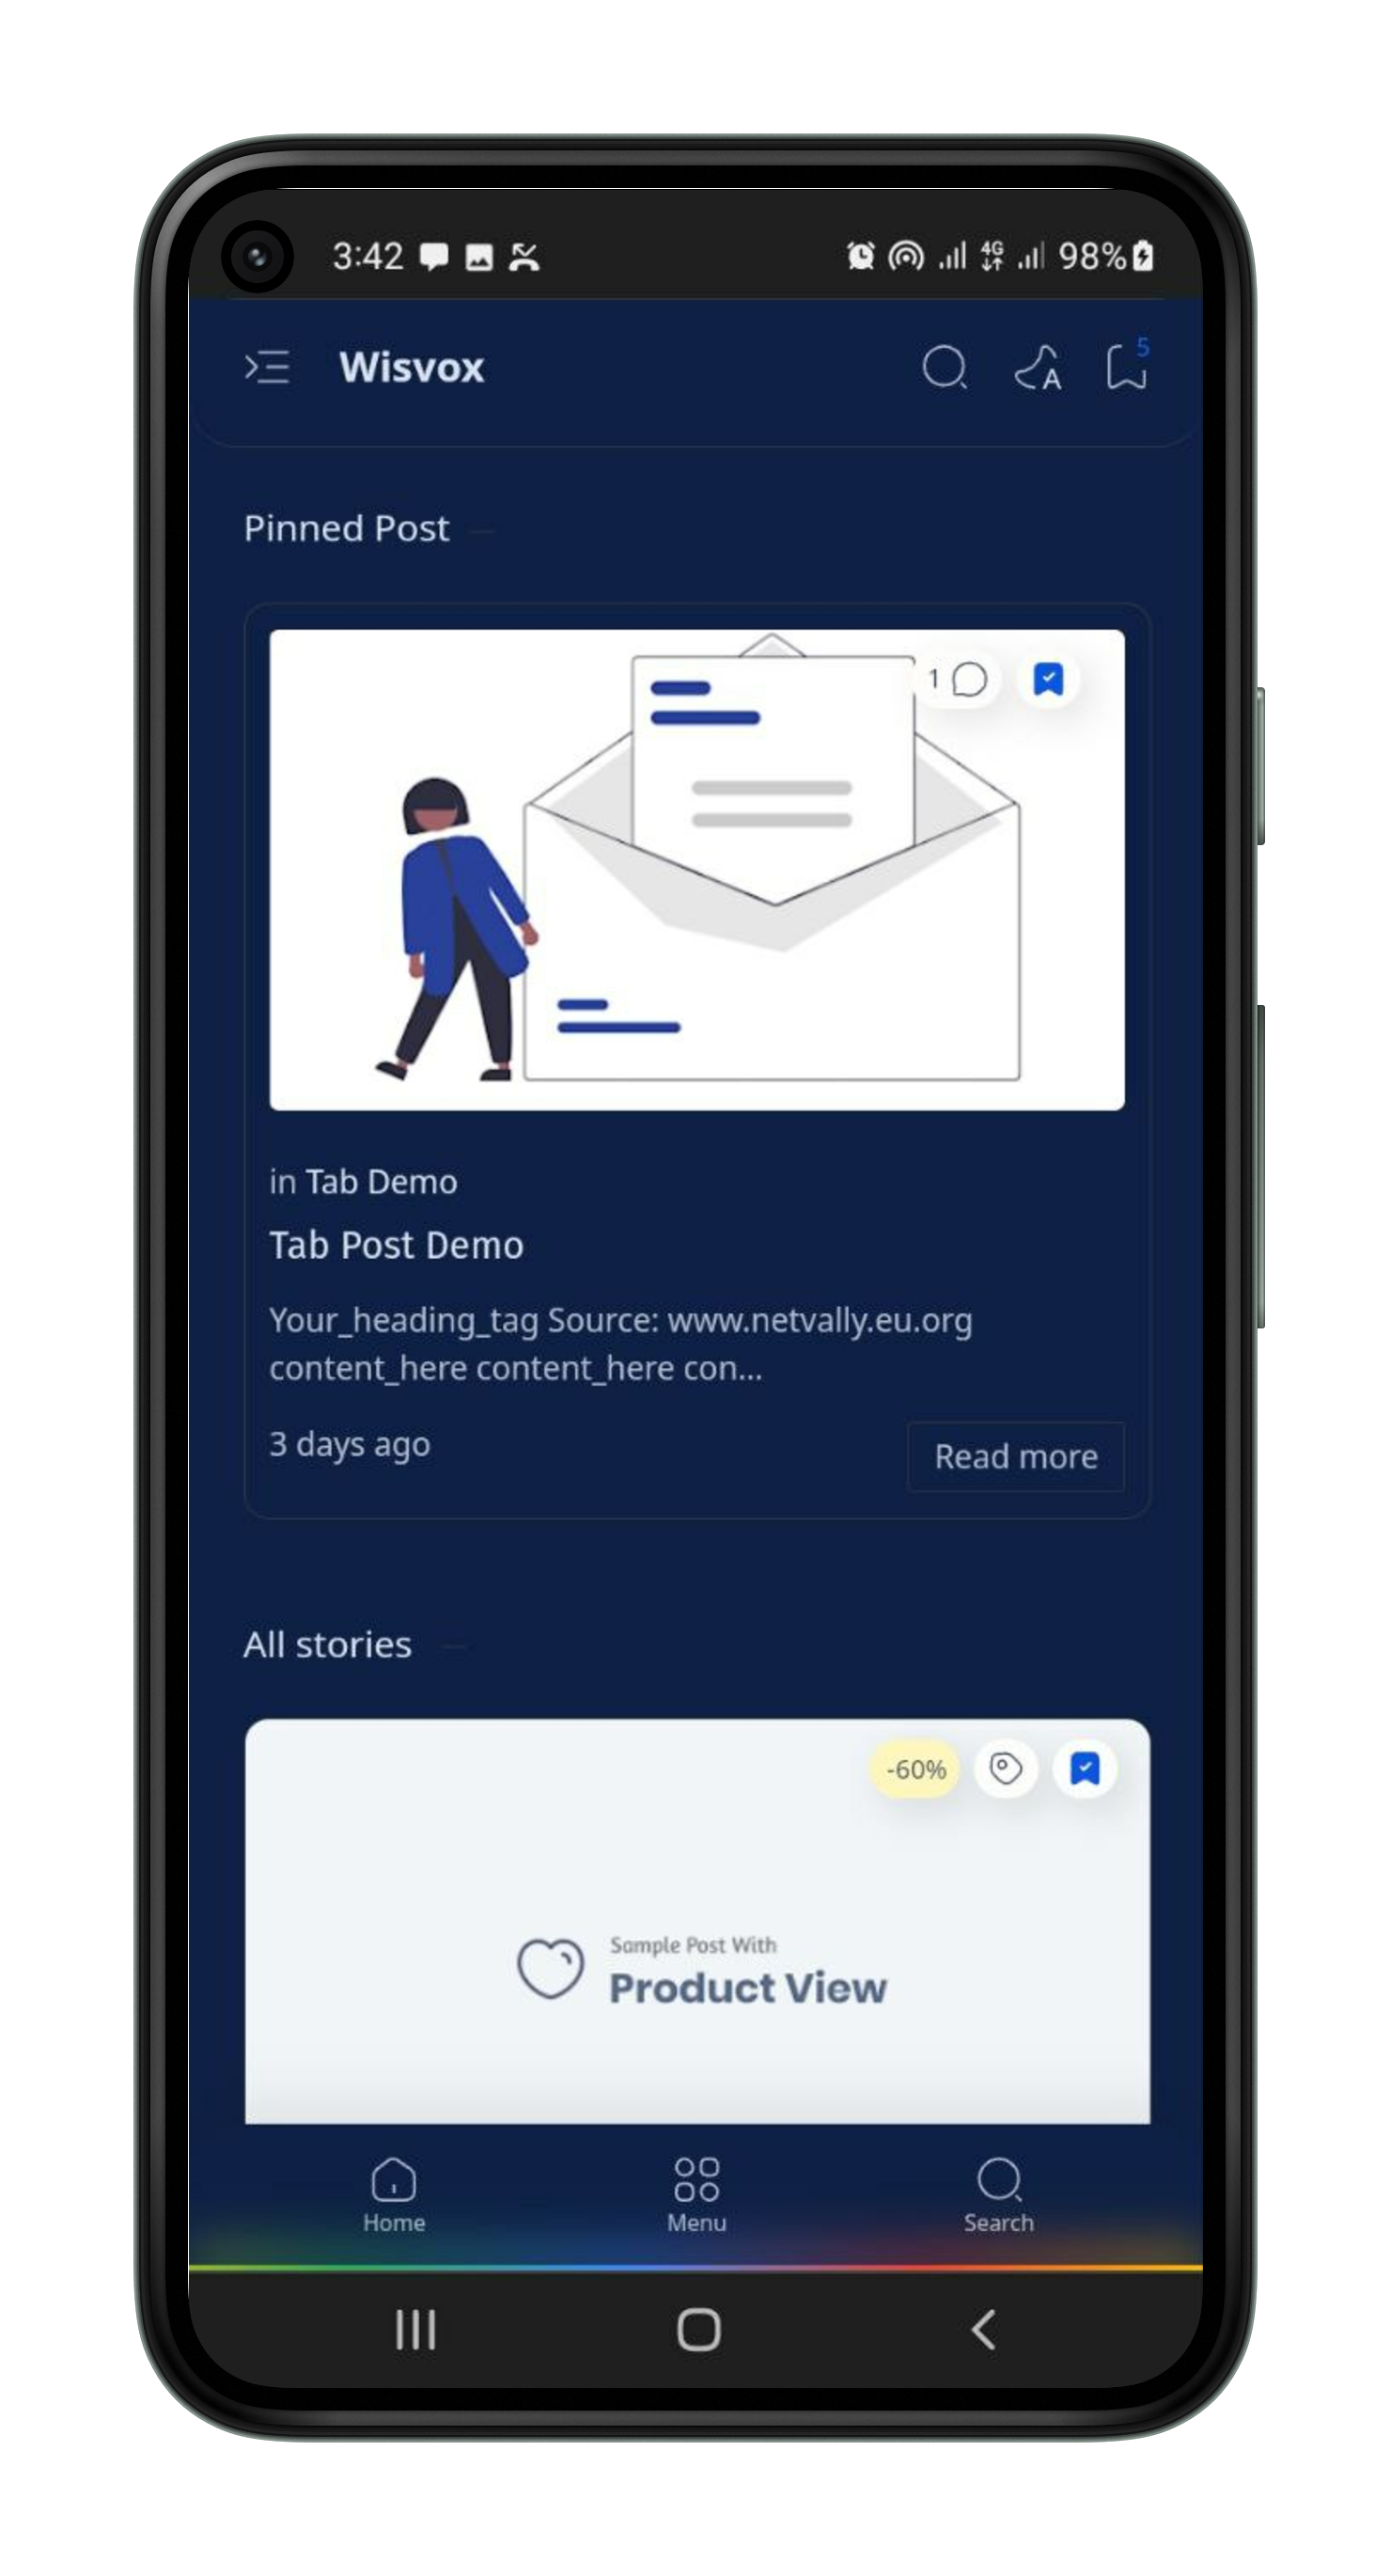 3:42 4G 98%
Wisvox A 5
Pinned Post
1
in Tab Demo
Tab Post Demo
Your_heading_tag Source: www.netvally.eu.org
content_here content_here con...
3 days ago Read more
All stories
-60%
Sample Post With
Product View
Home Menu Search